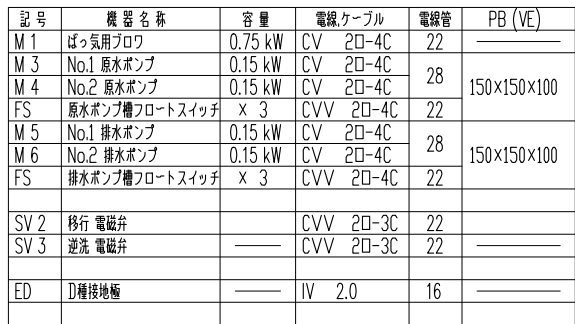 記号 機器名称 容量 電線,ケーブル 電線管 PB (VE)
M 1 ばっ気用ブロワ 0.75 kW CV 2□-4C 22
M 3 No.1 原水ポンプ 0.15 kW CV 2□-4C 28 150×150×100
M 4 No.2 原水ポンプ 0.15 kW CV 2□-4C
FS 原水ポンプ槽フロートスイッチ × 3 CVV 2□-4C 22
M 5 No.1 排水ポンプ 0.15 kW CV 2□-4C 28 150×150×100
M 6 No.2 排水ポンプ 0.15 kW CV 2□-4C
FS 排水ポンプ槽フロートスイッチ × 3 CVV 2□-4C 22
SV 2 移行 電磁弁 CVV 2□-3C 22
SV 3 逆洗 電磁弁 CVV 2□-3C 22
ED D種接地極 IV 2.0 16